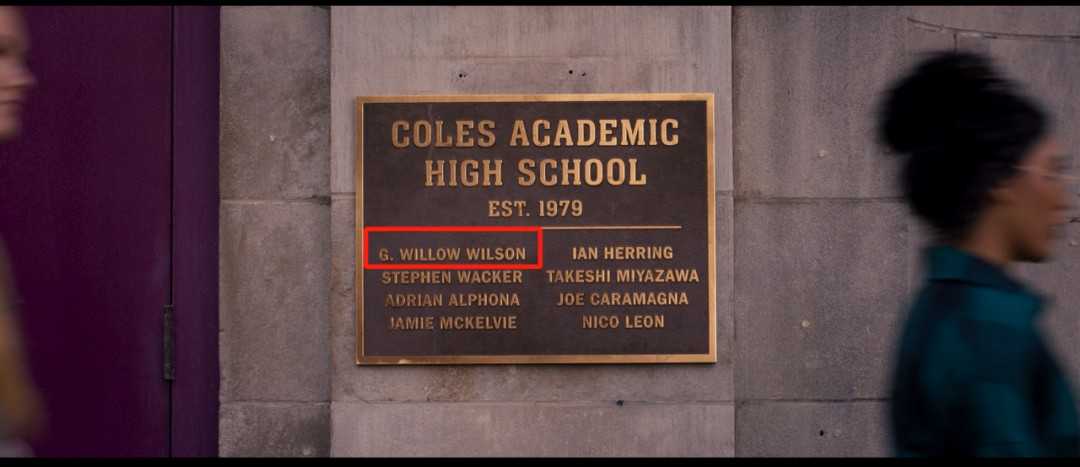 COLES ACADEMIC
HIGH SCHOOL
EST. 1979
G. WILLOW WILSON
STEPHEN WACKER
ADRIAN ALPHONA
JAMIE MCKELVIE
IAN HERRING
TAKESHI MIYAZAWA
JOE CARAMAGNA
NICO LEON